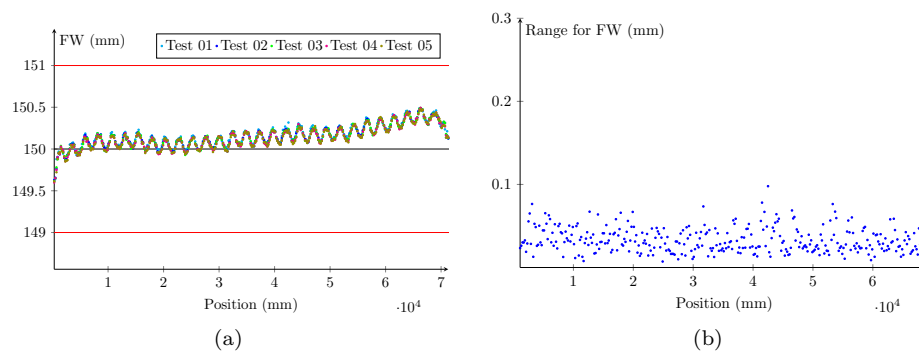 FW (mm)
Test 01 Test 02 Test 03 Test 04 Test 05
151
150.5
150
149.5
149
1 2 3 4 5 6 7
Position (mm)
·10⁴
(a)
0.3
Range for FW (mm)
0.2
0.1
1 2 3 4 5 6
Position (mm)
·10⁴
(b)